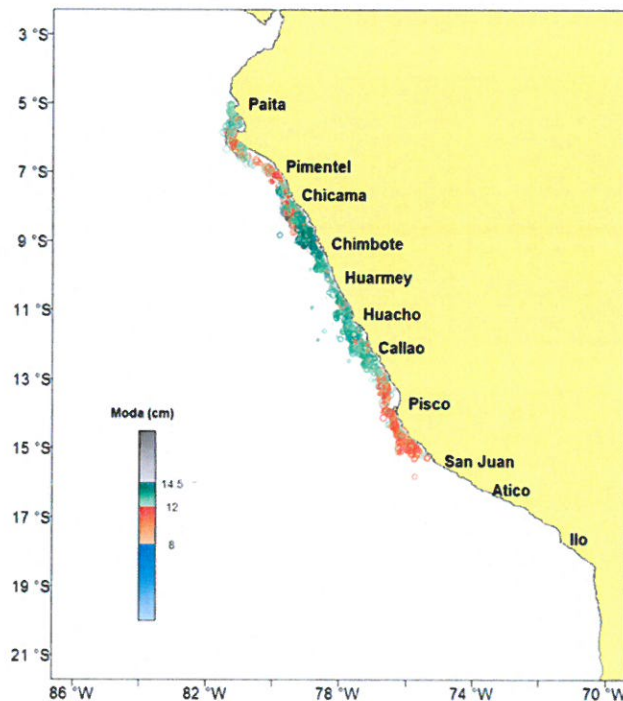 3 °S
5 °S
Paita
7 °S
Pimentel
Chicama
9 °S
Chimbote
Huarmey
11 °S
Huacho
Callao
13 °S
Pisco
Moda (cm)
15 °S
14.5
San Juan
12
Atico
17 °S
8
Ilo
19 °S
21 °S
86 °W
82 °W
78 °W
74 °W
70 °W